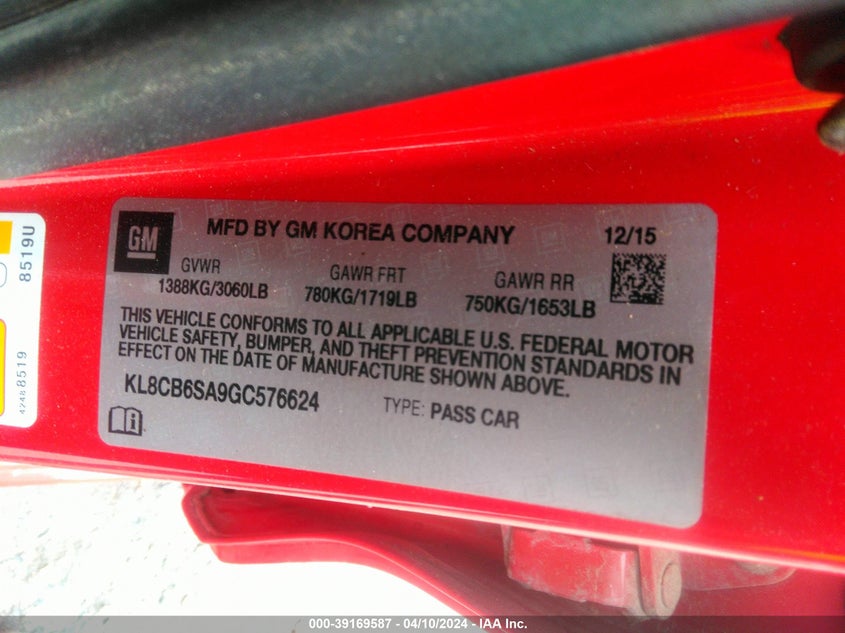 GM
MFD BY GM KOREA COMPANY 12/15
GVWR GAWR FRT GAWR RR
1388KG/3060LB 780KG/1719LB 750KG/1653LB
THIS VEHICLE CONFORMS TO ALL APPLICABLE U.S. FEDERAL MOTOR
VEHICLE SAFETY, BUMPER, AND THEFT PREVENTION STANDARDS IN
EFFECT ON THE DATE OF MANUFACTURE SHOWN ABOVE.
KL8CB6SA9GC576624 TYPE: PASS CAR
8519U
42488519
000-39169587 - 04/10/2024 - IAA Inc.